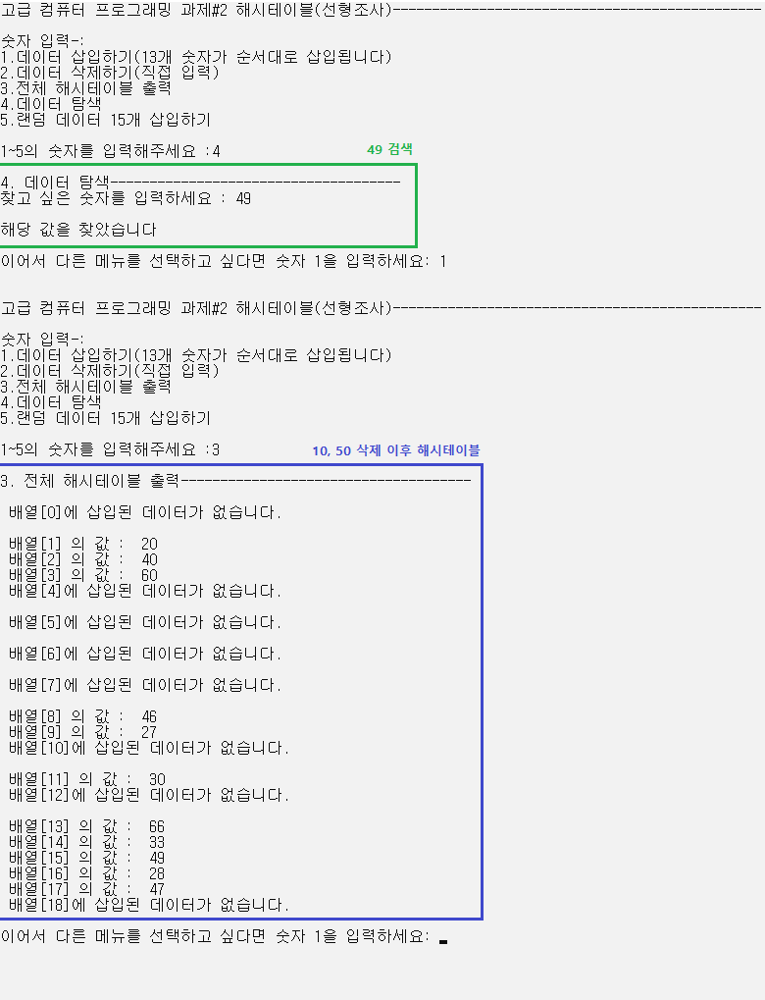 고급 컴퓨터 프로그래밍 과제#2 해시테이블(선형조사)-----------------------------------------------
숫자 입력-:
1.데이터 삽입하기(13개 숫자가 순서대로 삽입됩니다)
2.데이터 삭제하기(직접 입력)
3.전체 해시테이블 출력
4.데이터 탐색
5.랜덤 데이터 15개 삽입하기
1~5의 숫자를 입력해주세요 :4
49 검색
4. 데이터 탐색-------------------------------------
찾고 싶은 숫자를 입력하세요 : 49
해당 값을 찾았습니다
이어서 다른 메뉴를 선택하고 싶다면 숫자 1을 입력하세요: 1
고급 컴퓨터 프로그래밍 과제#2 해시테이블(선형조사)-----------------------------------------------
숫자 입력-:
1.데이터 삽입하기(13개 숫자가 순서대로 삽입됩니다)
2.데이터 삭제하기(직접 입력)
3.전체 해시테이블 출력
4.데이터 탐색
5.랜덤 데이터 15개 삽입하기
1~5의 숫자를 입력해주세요 :3
10, 50 삭제 이후 해시테이블
3. 전체 해시테이블 출력-------------------------------------
배열[0]에 삽입된 데이터가 없습니다.
배열[1] 의 값 : 20
배열[2] 의 값 : 40
배열[3] 의 값 : 60
배열[4]에 삽입된 데이터가 없습니다.
배열[5]에 삽입된 데이터가 없습니다.
배열[6]에 삽입된 데이터가 없습니다.
배열[7]에 삽입된 데이터가 없습니다.
배열[8] 의 값 : 46
배열[9] 의 값 : 27
배열[10]에 삽입된 데이터가 없습니다.
배열[11] 의 값 : 30
배열[12]에 삽입된 데이터가 없습니다.
배열[13] 의 값 : 66
배열[14] 의 값 : 33
배열[15] 의 값 : 49
배열[16] 의 값 : 28
배열[17] 의 값 : 47
배열[18]에 삽입된 데이터가 없습니다.
이어서 다른 메뉴를 선택하고 싶다면 숫자 1을 입력하세요: